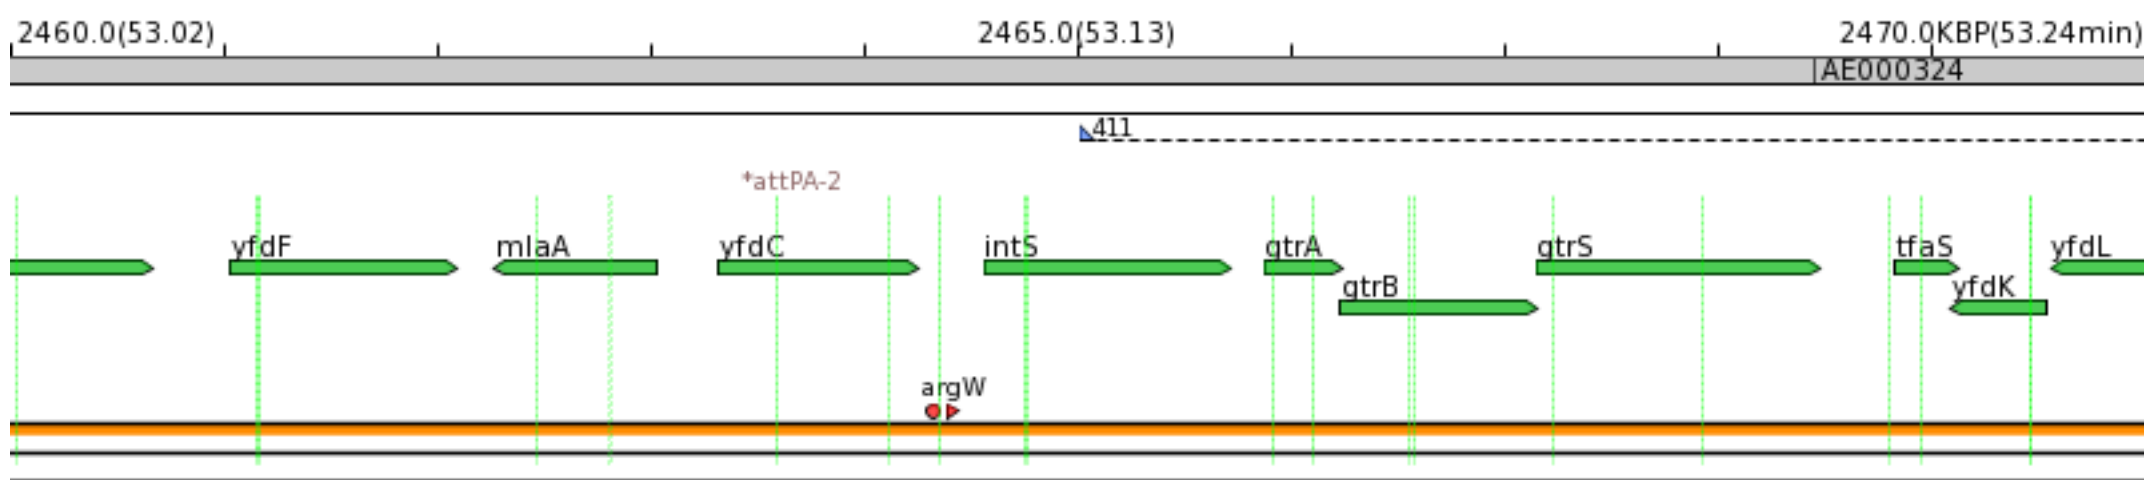 2460.0(53.02) 2465.0(53.13) 2470.0KBP(53.24min)
AE000324
411
*attPA-2
yfdF mlaA yfdC intS gtrA gtrS tfaS yfdL
gtrB yfdK
argW